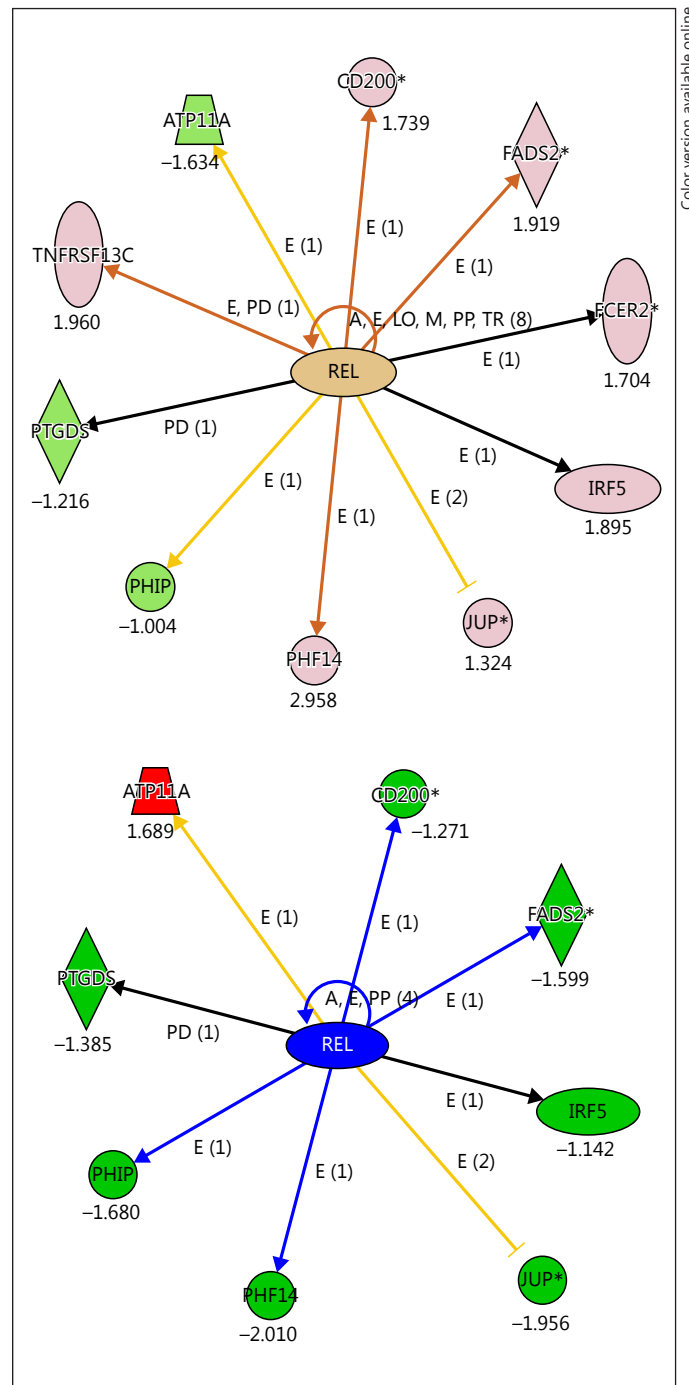 Color version available online
CD200*
1.739
ATP11A
–1.634
FADS2*
1.919
E (1)
E (1)
E (1)
TNFRSF13C
1.960
E, PD (1)
A, E, LO, M, PP, TR (8)
FCER2*
1.704
E (1)
REL
PTGDS
–1.216
PD (1)
E (1)
IRF5
1.895
E (1)
E (2)
E (1)
PHIP
–1.004
JUP*
1.324
PHF14
2.958
ATP11A
1.689
CD200*
–1.271
FADS2*
–1.599
E (1)
E (1)
PTGDS
–1.385
A, E, PP (4)
E (1)
PD (1)
REL
E (1)
IRF5
–1.142
E (1)
E (1)
E (2)
PHIP
–1.680
PHF14
–2.010
JUP*
–1.956